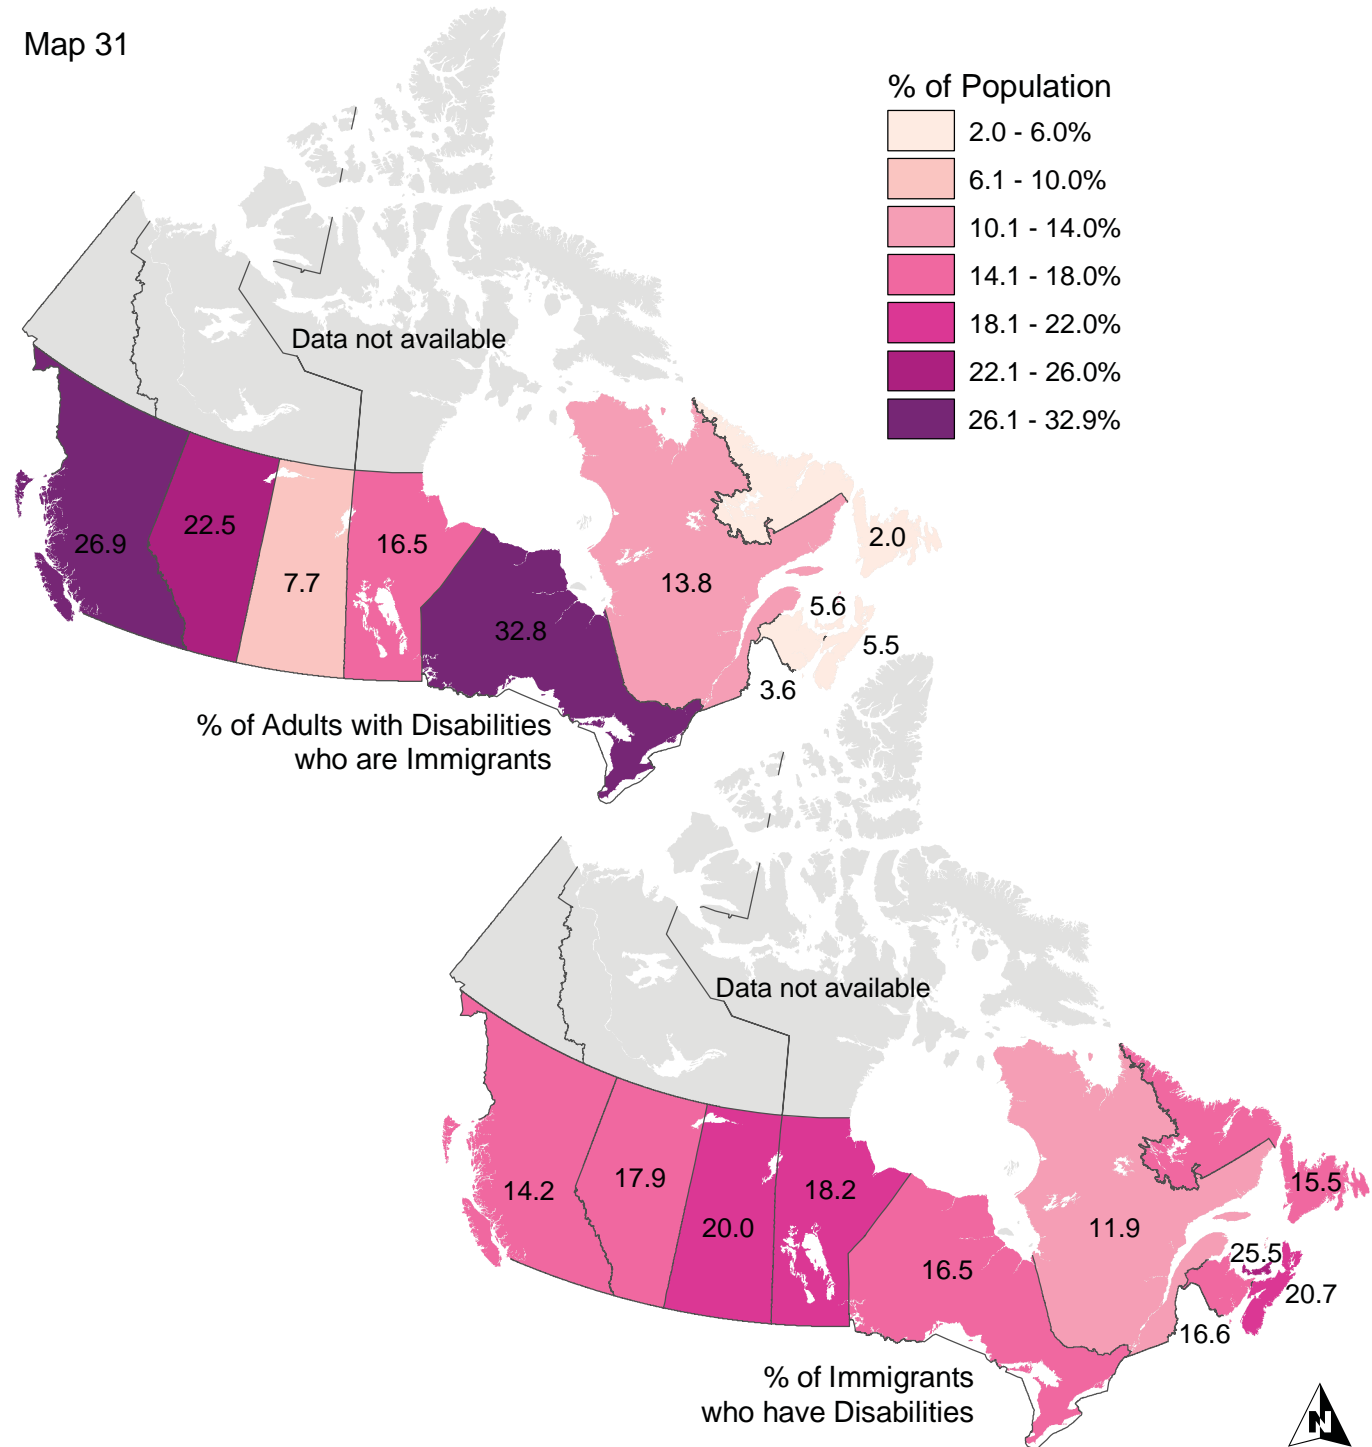 Map 31
% of Population
2.0 - 6.0%
6.1 - 10.0%
10.1 - 14.0%
14.1 - 18.0%
18.1 - 22.0%
22.1 - 26.0%
26.1 - 32.9%
Data not available
26.9
22.5
7.7
16.5
32.8
13.8
2.0
5.6
5.5
3.6
% of Adults with Disabilities
who are Immigrants
Data not available
14.2
17.9
20.0
18.2
16.5
11.9
15.5
25.5
20.7
16.6
% of Immigrants
who have Disabilities
N